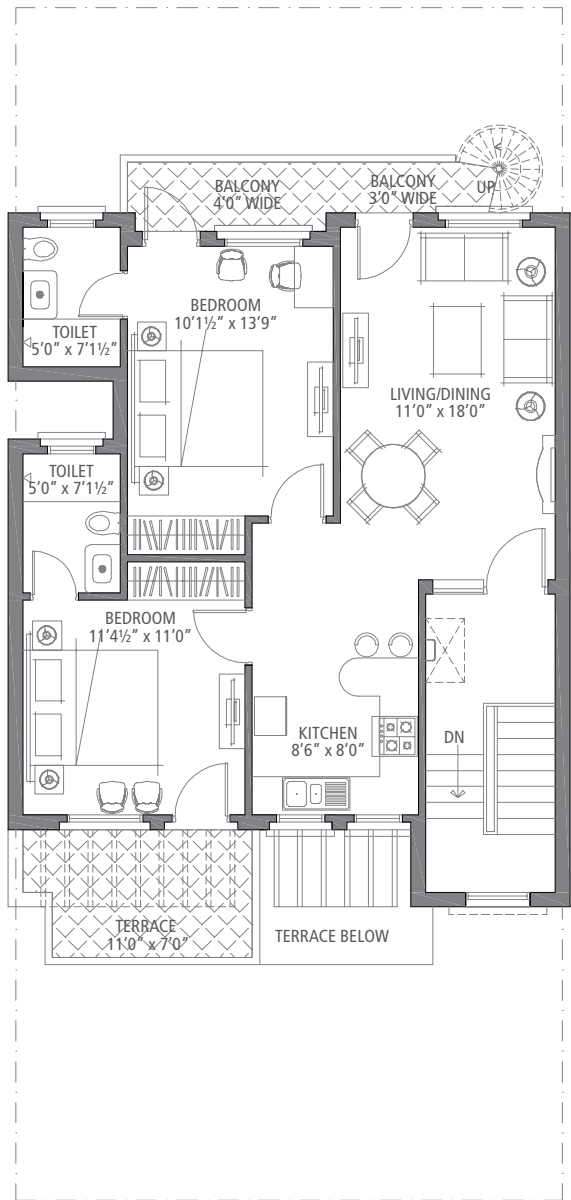 BALCONY
4'0" WIDE
BALCONY
3'0" WIDE
UP
BEDROOM
10'1½" x 13'9"
TOILET
5'0" x 7'1½"
LIVING/DINING
11'0" x 18'0"
TOILET
5'0" x 7'1½"
BEDROOM
11'4½" x 11'0"
KITCHEN
8'6" x 8'0"
DN
TERRACE
11'0" x 7'0"
TERRACE BELOW